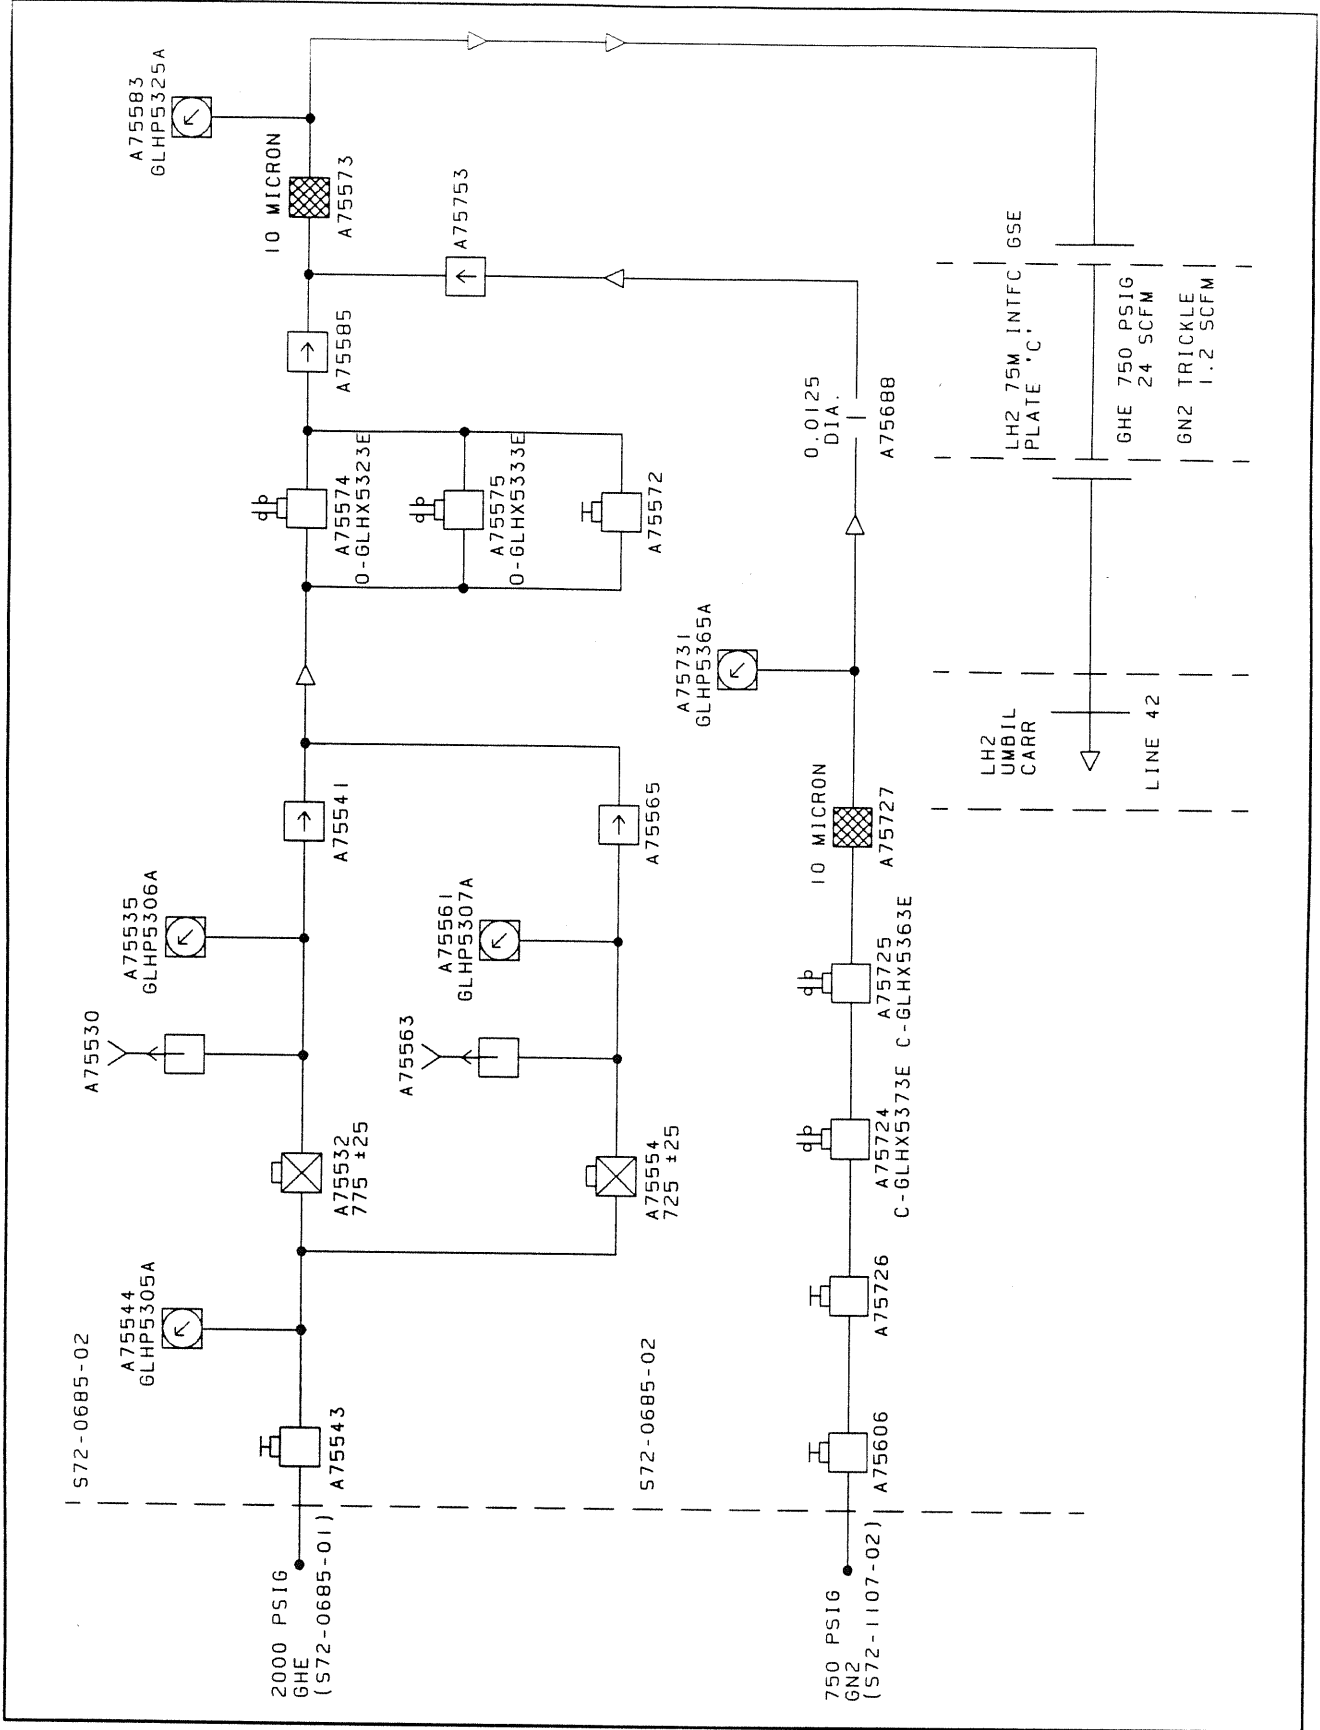 S72-0685-02
A75544
GLHP5305A
A75530
A75535
GLHP5306A
A75583
GLHP5325A
10 MICRON
A75573
2000 PSIG
GHE
(S72-0685-01)
A75543
A75532
775 ±25
A75541
A75574
O-GLHX5323E
A75585
A75753
A75563
A75561
GLHP5307A
A75575
O-GLHX5333E
A75554
725 ±25
A75565
A75572
S72-0685-02
A75731
GLHP5365A
0.0125
DIA.
A75688
750 PSIG
GN2
(S72-1107-02)
A75606
A75726
A75724
C-GLHX5373E
A75725
C-GLHX5363E
10 MICRON
A75727
LH2
UMBIL
CARR
LINE 42
LH2 75M INTFC
PLATE 'C'
GSE
GHE 750 PSIG
24 SCFM
GN2 TRICKLE
1.2 SCFM